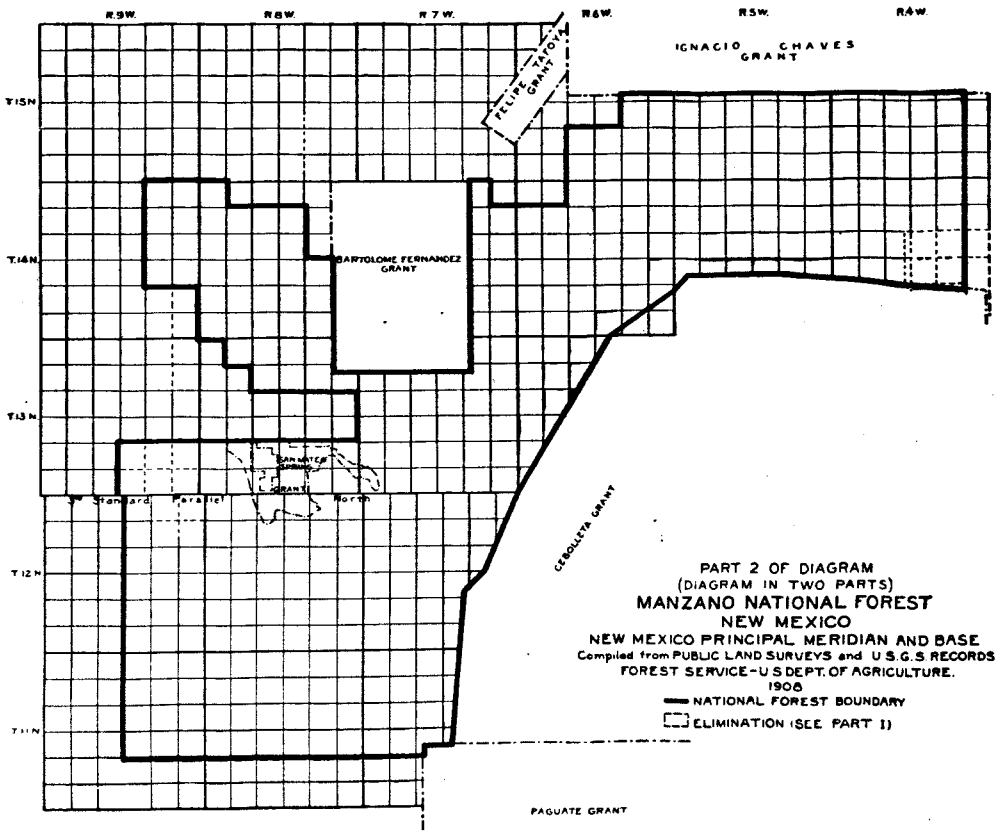 R.9W. R.8W. R.7W. R.6W. R.5W. R.4W.
IGNACIO CHAVES
GRANT
FELIPE TAFOYA
GRANT
T.15N
T.14N
BARTOLOME FERNANDEZ
GRANT
T.13N
SAN MATEO
SPRING
GRANT
3rd Standard Parallel North
CEBOLLETA GRANT
T.12N
T.11N
PART 2 OF DIAGRAM
(DIAGRAM IN TWO PARTS)
MANZANO NATIONAL FOREST
NEW MEXICO
NEW MEXICO PRINCIPAL MERIDIAN AND BASE
Compiled from PUBLIC LAND SURVEYS and U.S.G.S. RECORDS
FOREST SERVICE-U S DEPT. OF AGRICULTURE.
1908
NATIONAL FOREST BOUNDARY
ELIMINATION (SEE PART I)
PAGUATE GRANT